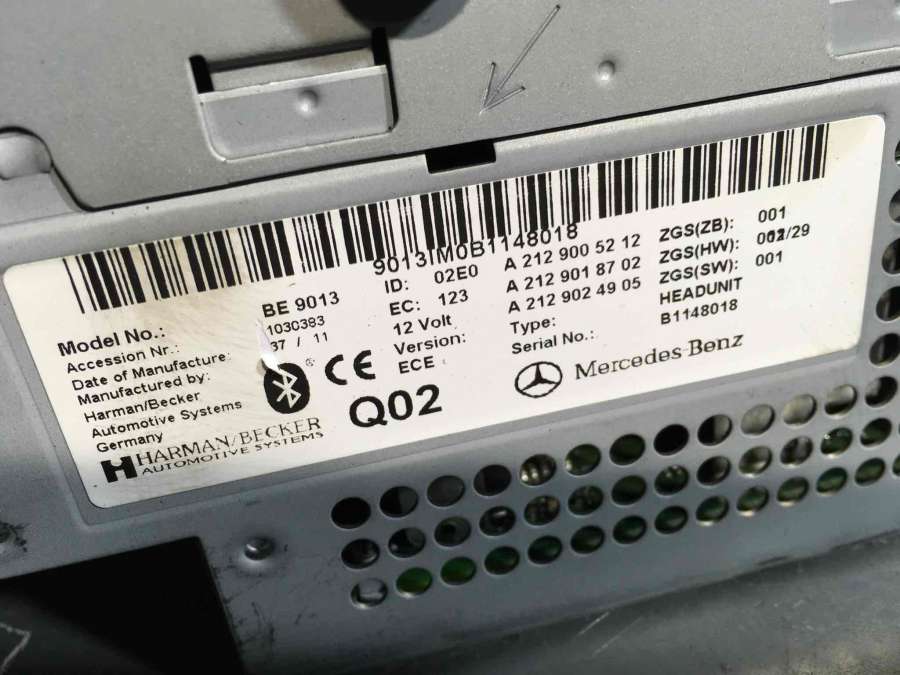 9013IM0B1148018
Model No.: BE 9013
Accession Nr.: 1030383
Date of Manufacture: 37 / 11
Manufactured by:
Harman/Becker
Automotive Systems
Germany
HARMAN/BECKER
AUTOMOTIVE SYSTEMS
CE
Q02
ID: 02E0
EC: 123
12 Volt
Version:
ECE
A 212 900 52 12
A 212 901 87 02
A 212 902 49 05
Type: HEADUNIT
Serial No.: B1148018
ZGS(ZB): 001
ZGS(HW): /29
ZGS(SW): 001
Mercedes-Benz